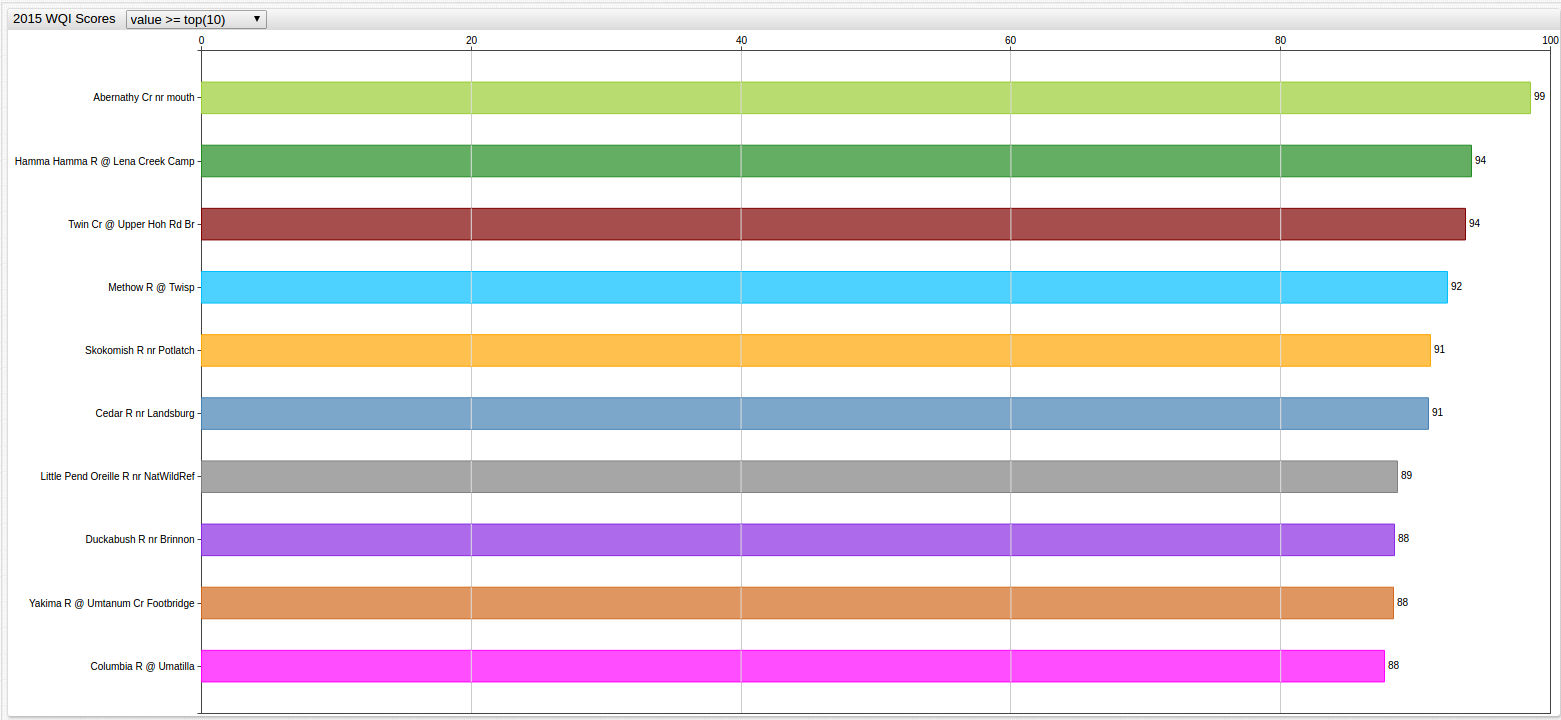 2015 WQI Scores value >= top(10) ▼
0 20 40 60 80 100
Abernathy Cr nr mouth 99
Hamma Hamma R @ Lena Creek Camp 94
Twin Cr @ Upper Hoh Rd Br 94
Methow R @ Twisp 92
Skokomish R nr Potlatch 91
Cedar R nr Landsburg 91
Little Pend Oreille R nr NatWildRef 89
Duckabush R nr Brinnon 88
Yakima R @ Umtanum Cr Footbridge 88
Columbia R @ Umatilla 88